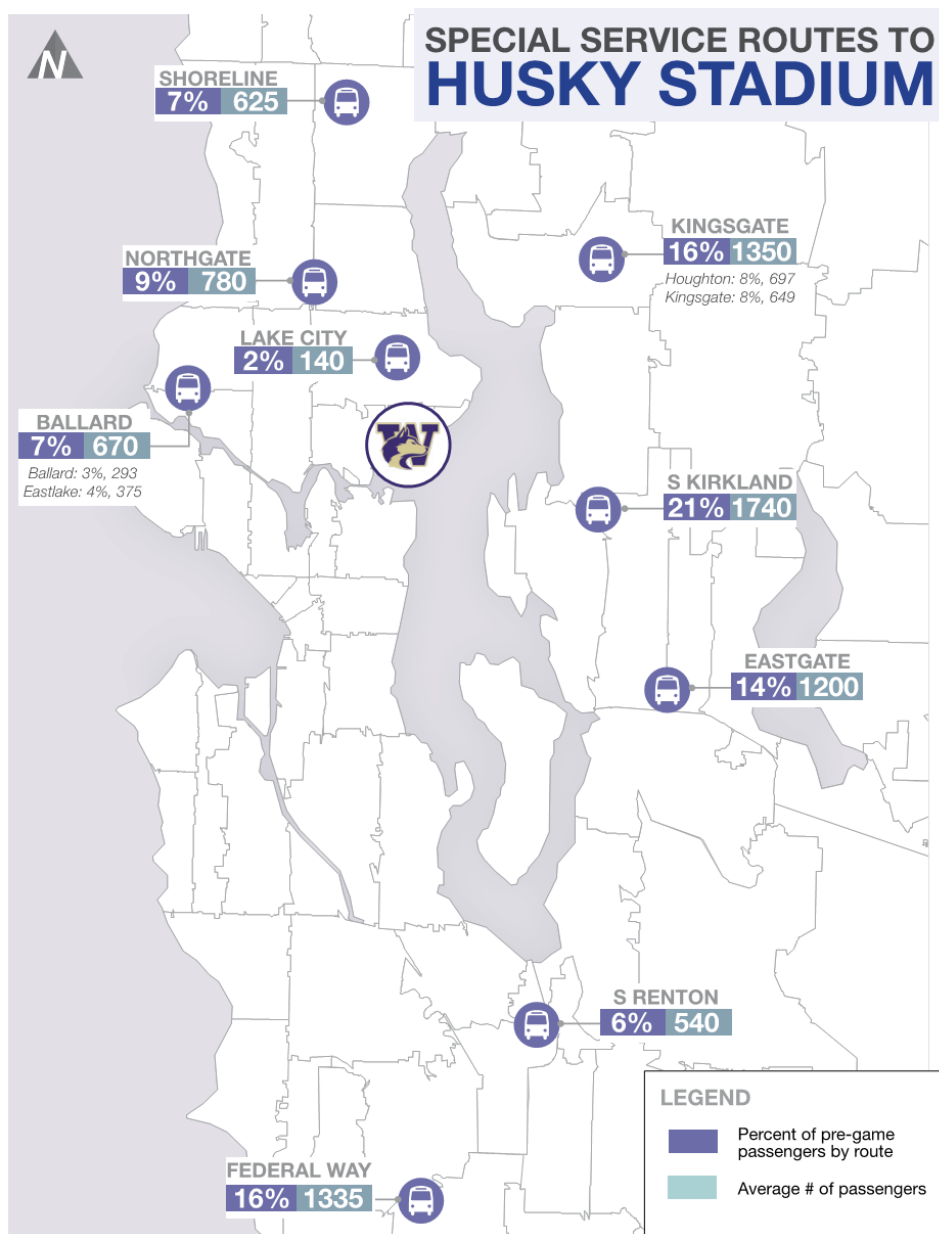 SPECIAL SERVICE ROUTES TO
HUSKY STADIUM
N
SHORELINE
7% 625
KINGSGATE
16% 1350
Houghton: 8%, 697
Kingsgate: 8%, 649
NORTHGATE
9% 780
LAKE CITY
2% 140
BALLARD
7% 670
Ballard: 3%, 293
Eastlake: 4%, 375
W
S KIRKLAND
21% 1740
EASTGATE
14% 1200
S RENTON
6% 540
FEDERAL WAY
16% 1335
LEGEND
Percent of pre-game
passengers by route
Average # of passengers